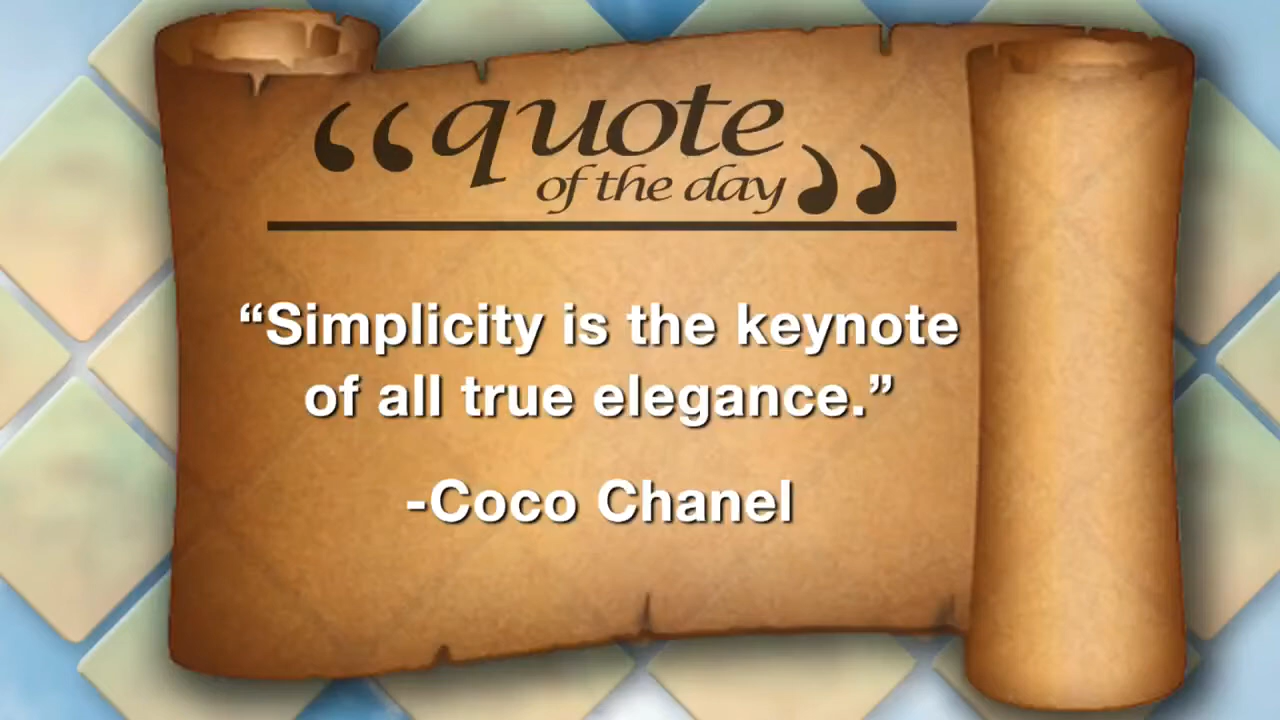 “quote
of the day”
“Simplicity is the keynote
of all true elegance.”
-Coco Chanel